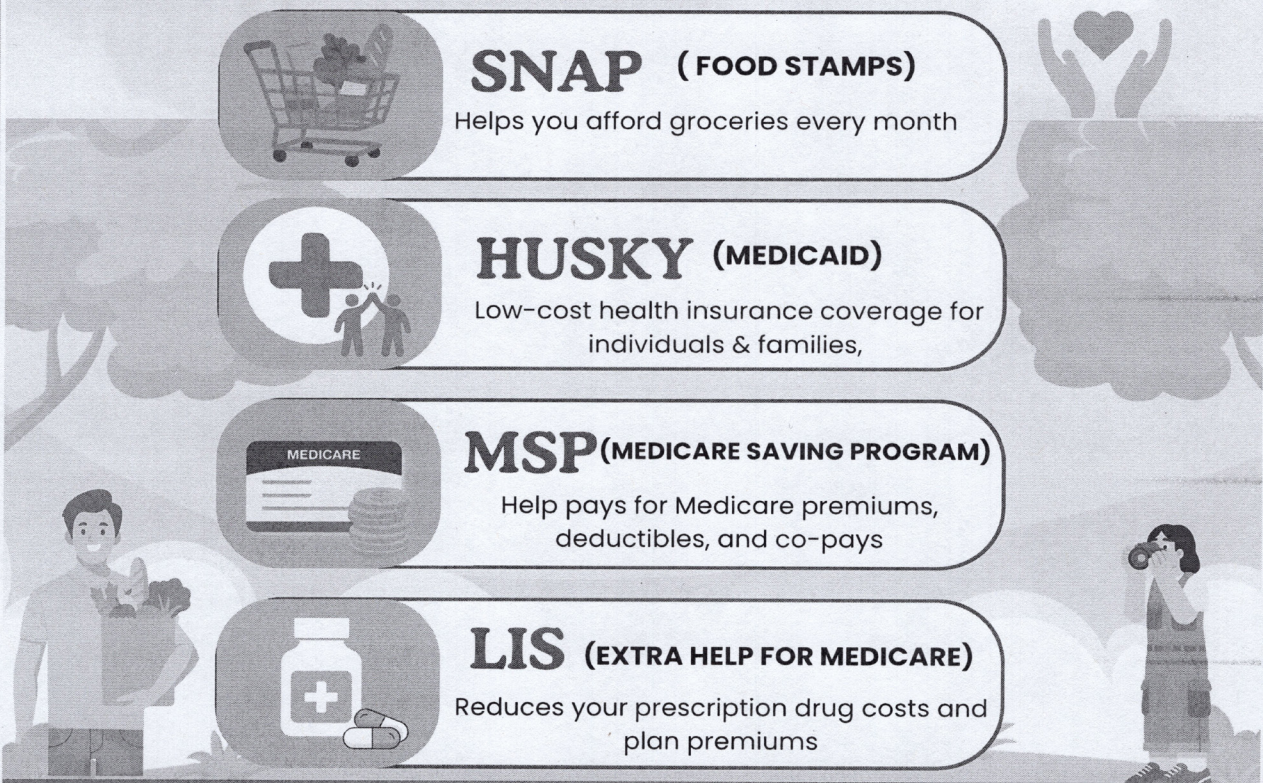 SNAP ( FOOD STAMPS)
Helps you afford groceries every month
HUSKY (MEDICAID)
Low-cost health insurance coverage for
individuals & families,
MEDICARE
MSP(MEDICARE SAVING PROGRAM)
Help pays for Medicare premiums,
deductibles, and co-pays
LIS (EXTRA HELP FOR MEDICARE)
Reduces your prescription drug costs and
plan premiums